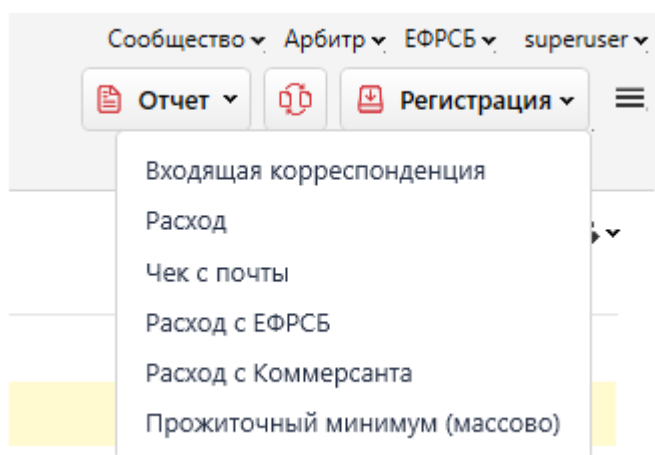 Сообщество Арбитр ЕФРСБ superuser
Отчет Регистрация
Входящая корреспонденция
Расход
Чек с почты
Расход с ЕФРСБ
Расход с Коммерсанта
Прожиточный минимум (массово)